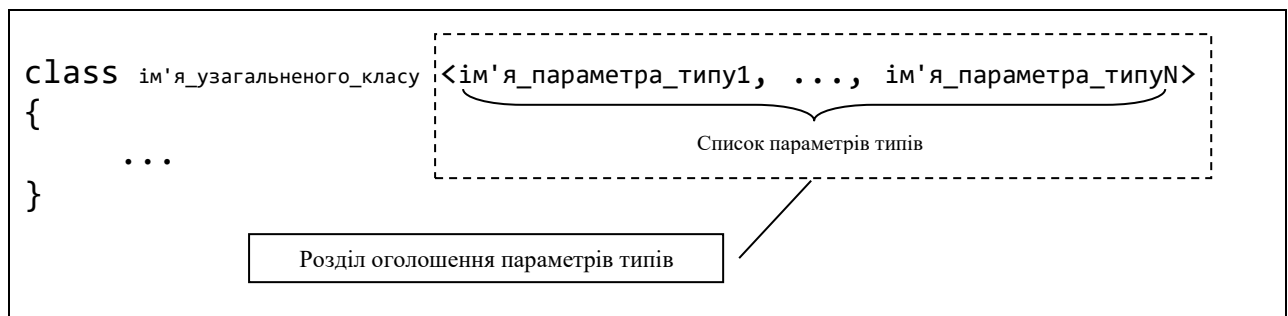 class ім'я_узагальненого_класу <ім'я_параметра_типу1, ..., ім'я_параметра_типуN>
{
Список параметрів типів
...
}
Розділ оголошення параметрів типів